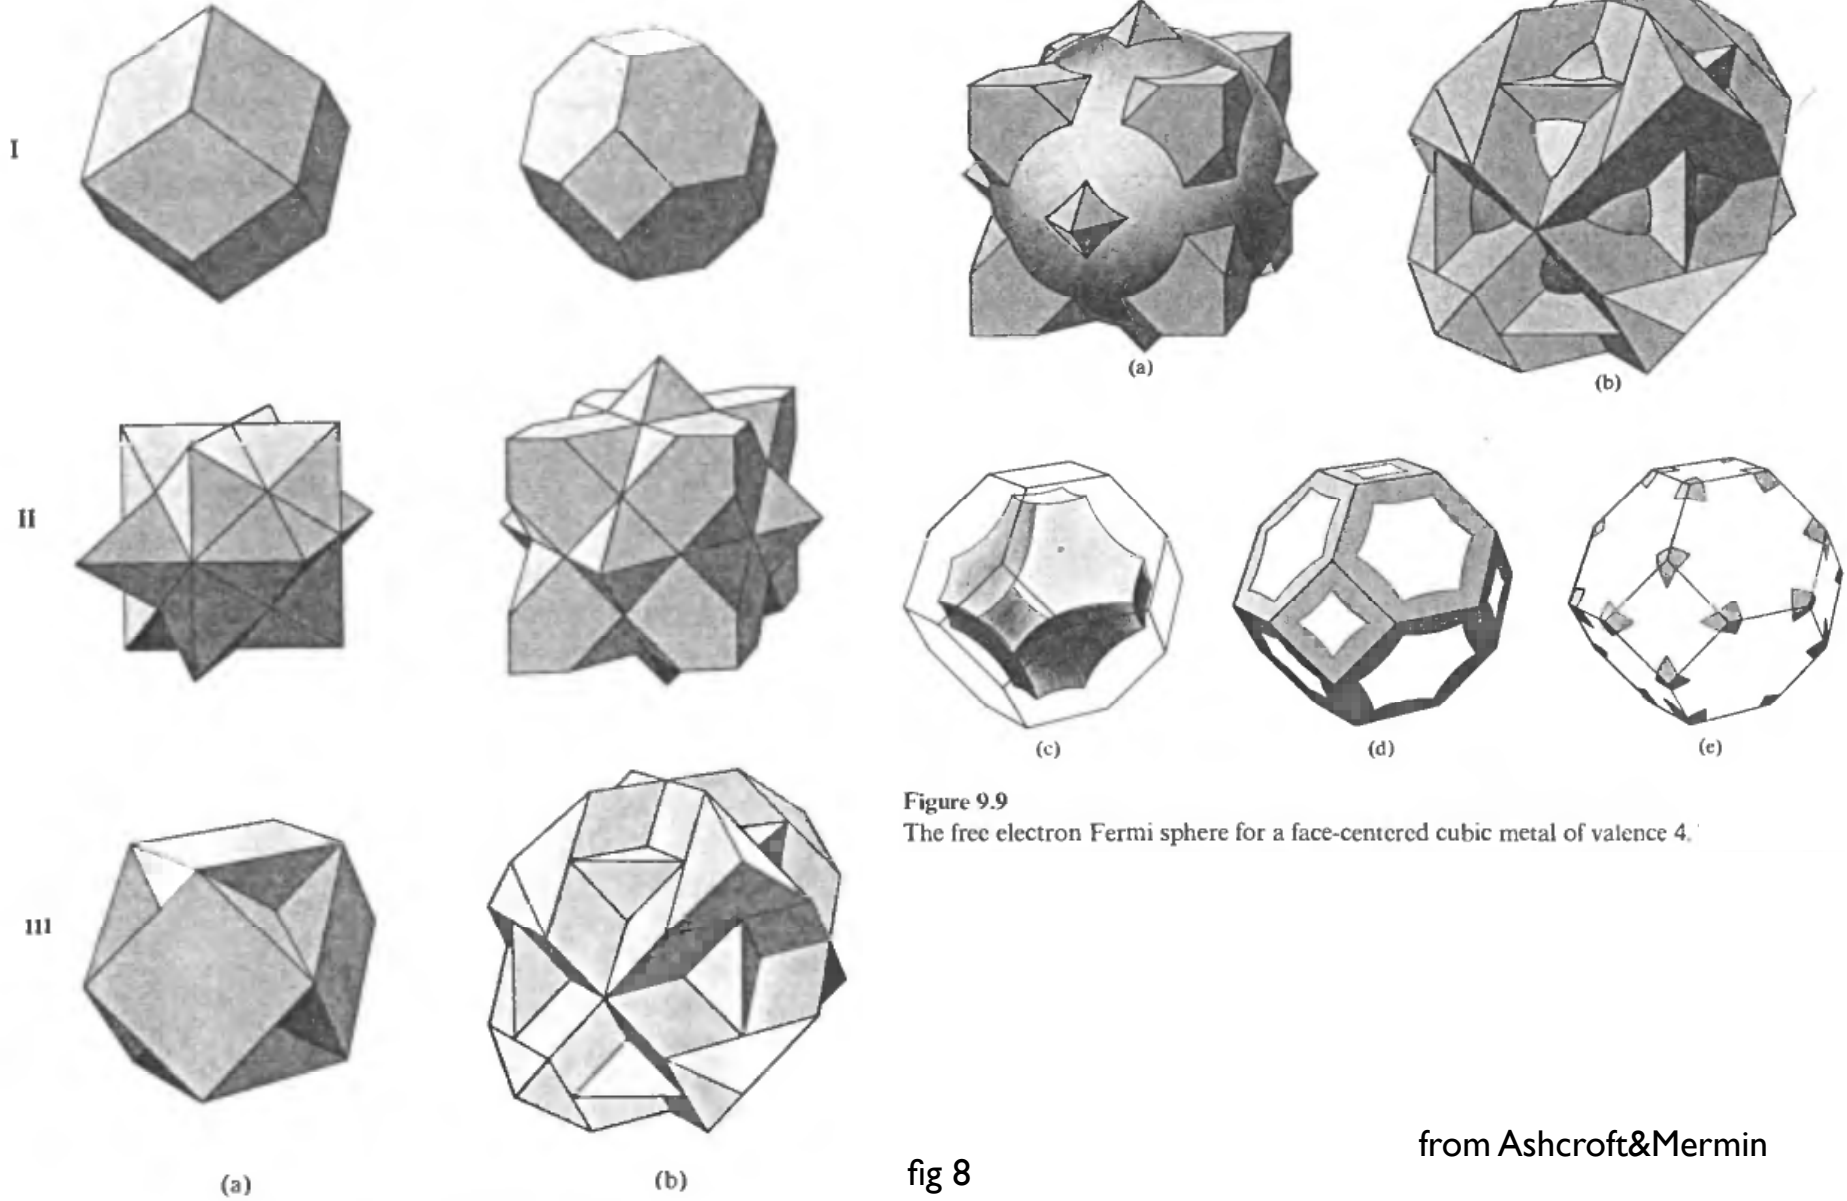 I
II
III
(a)
(b)
(a)
(b)
(c)
(d)
(e)
Figure 9.9
The free electron Fermi sphere for a face-centered cubic metal of valence 4.
fig 8
from Ashcroft&Mermin